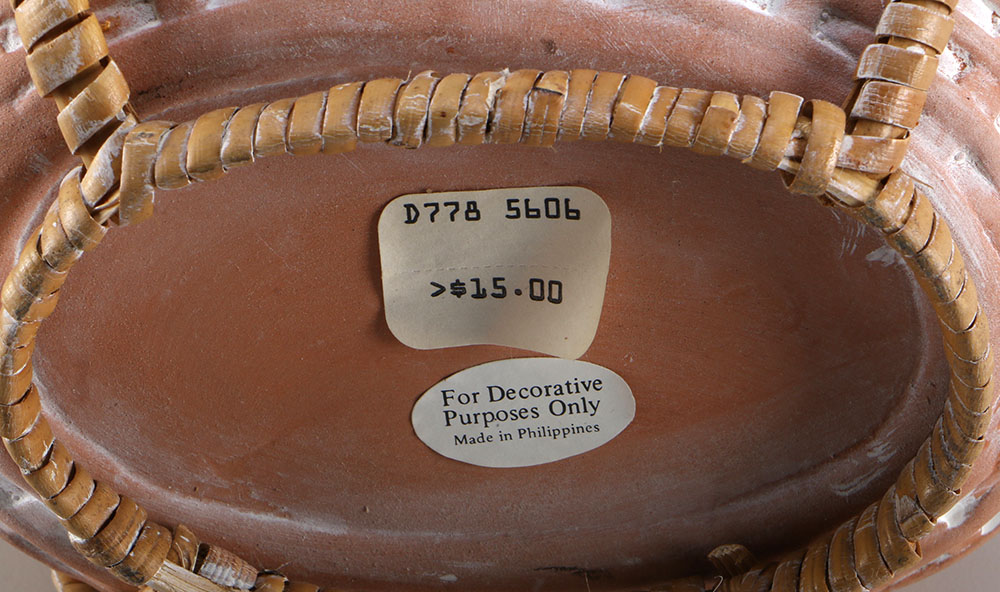 D778 5606
>$15.00
For Decorative
Purposes Only
Made in Philippines